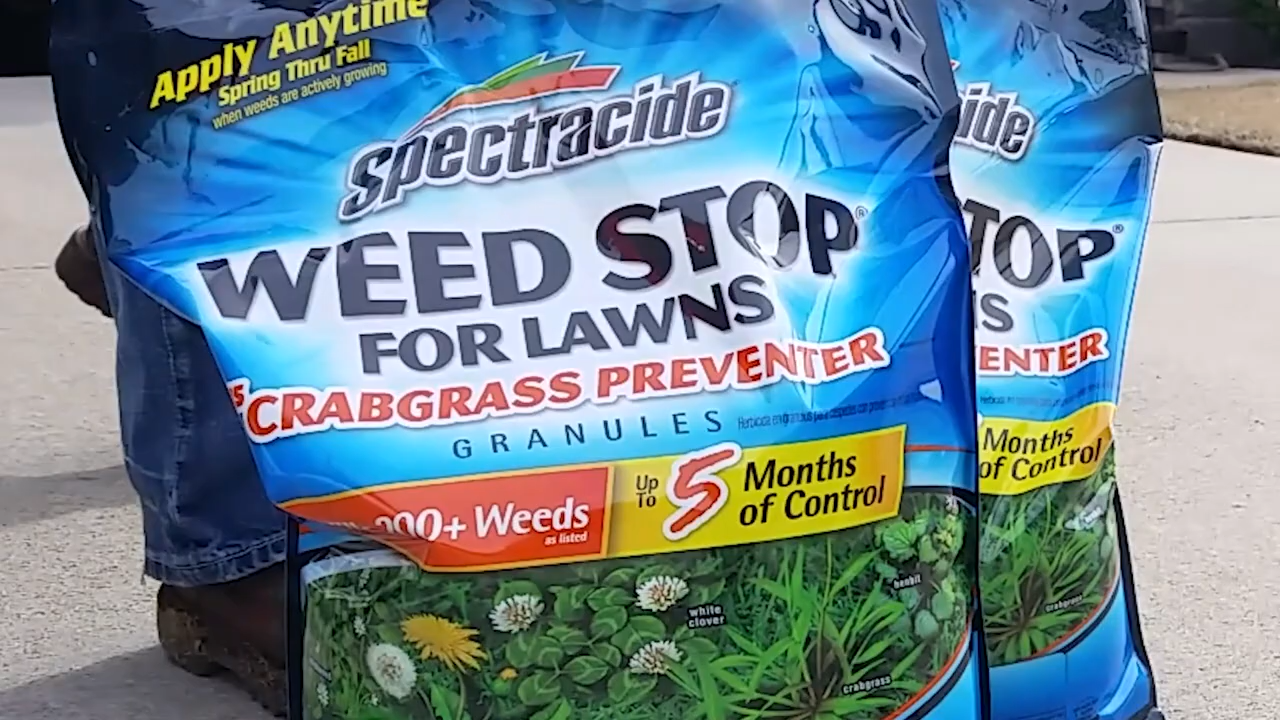 Apply Anytime
Spring Thru Fall
when weeds are actively growing
spectracide
WEED STOP®
FOR LAWNS
CRABGRASS PREVENTER
GRANULES
00+ Weeds
as listed
Up To 5 Months
of Control
white
clover
henbit
crabgrass
ide
TOP®
NS
ENTER
Months
of Control
crabgrass